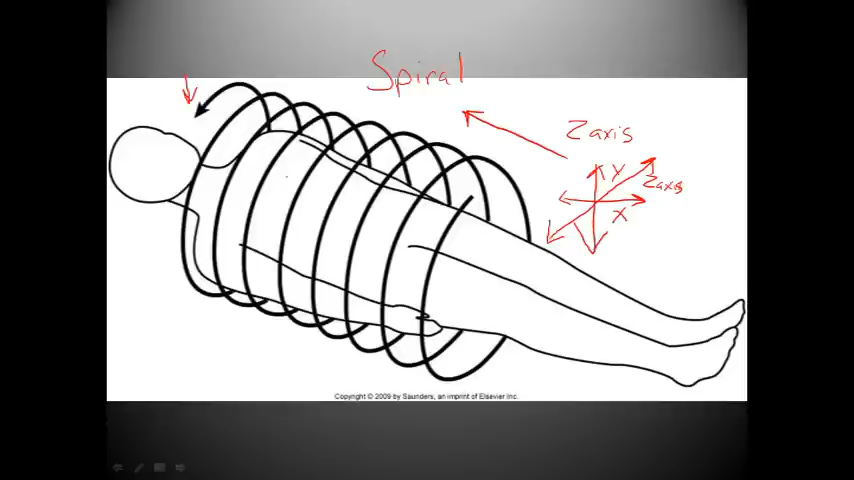 Spiral
Z axis
Y
Z axis
X
Copyright © 2009 by Saunders, an imprint of Elsevier Inc.